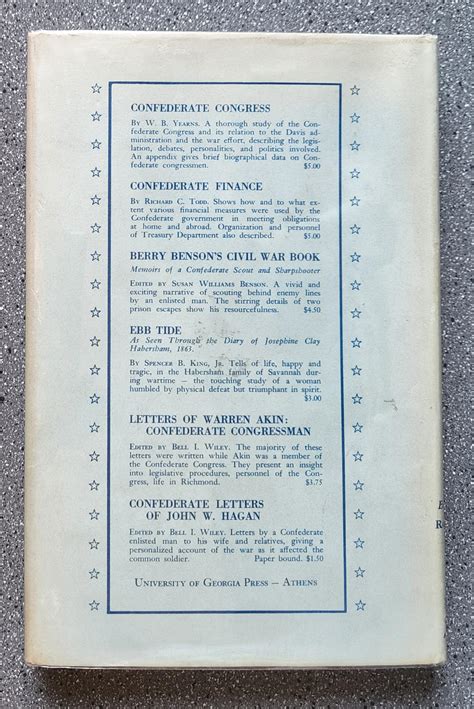 CONFEDERATE CONGRESS
By W. B. Yearns. A thorough study of the Con-
federate Congress and its relation to the Davis ad-
ministration and the war effort, describing the legis-
lation, debates, personalities, and politics involved.
An appendix gives brief biographical data on Con-
federate congressmen. $5.00
CONFEDERATE FINANCE
By Richard C. Todd. Shows how and to what ex-
tent various financial measures were used by the
Confederate government in meeting obligations
at home and abroad. Organization and personnel
of Treasury Department also described. $5.00
BERRY BENSON'S CIVIL WAR BOOK
Memoirs of a Confederate Scout and Sharpshooter
Edited by Susan Williams Benson. A vivid and
exciting narrative of scouting behind enemy lines
by an enlisted man. The stirring details of two
prison escapes show his resourcefulness. $4.50
EBB TIDE
As Seen Through the Diary of Josephine Clay
Habersham, 1863.
By Spencer B. King, Jr. Tells of life, happy and
tragic, in the Habersham family of Savannah dur-
ing wartime — the touching study of a woman
humbled by physical defeat but triumphant in spirit.
$3.00
LETTERS OF WARREN AKIN:
CONFEDERATE CONGRESSMAN
Edited by Bell I. Wiley. The majority of these
letters were written while Akin was a member of
the Confederate Congress. They present an insight
into legislative procedures, personnel of the Con-
gress, life in Richmond. $3.75
CONFEDERATE LETTERS
OF JOHN W. HAGAN
Edited by Bell I. Wiley. Letters by a Confederate
enlisted man to his wife and relatives, giving a
personalized account of the war as it affected the
common soldier. Paper bound. $1.50
University of Georgia Press — Athens